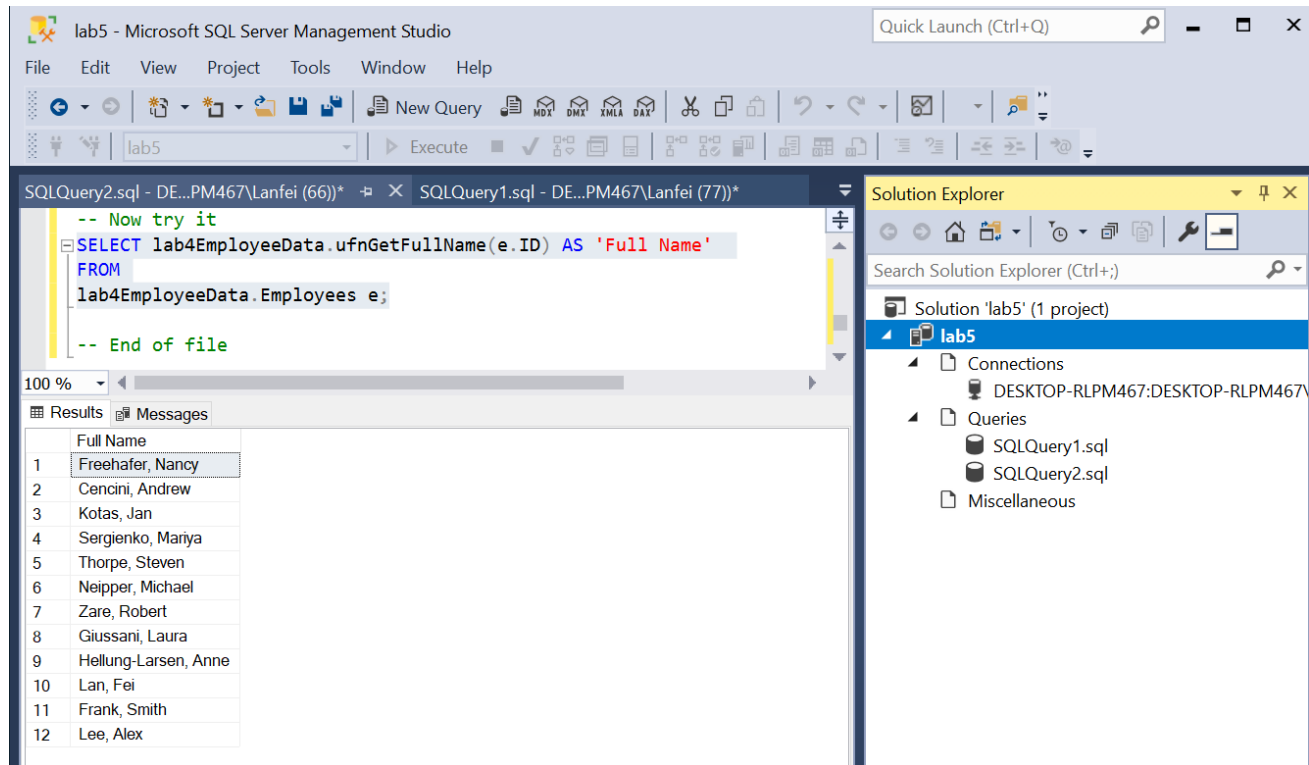 lab5 - Microsoft SQL Server Management Studio
Quick Launch (Ctrl+Q)
File Edit View Project Tools Window Help
New Query MDX DMX XMLA DAX
lab5 Execute
SQLQuery2.sql - DE...PM467\Lanfei (66))* SQLQuery1.sql - DE...PM467\Lanfei (77))*
-- Now try it
SELECT lab4EmployeeData.ufnGetFullName(e.ID) AS 'Full Name'
FROM
lab4EmployeeData.Employees e;
-- End of file
100 %
Results Messages
Full Name
1 Freehafer, Nancy
2 Cencini, Andrew
3 Kotas, Jan
4 Sergienko, Mariya
5 Thorpe, Steven
6 Neipper, Michael
7 Zare, Robert
8 Giussani, Laura
9 Hellung-Larsen, Anne
10 Lan, Fei
11 Frank, Smith
12 Lee, Alex
Solution Explorer
Search Solution Explorer (Ctrl+;)
Solution 'lab5' (1 project)
lab5
Connections
DESKTOP-RLPM467:DESKTOP-RLPM467\
Queries
SQLQuery1.sql
SQLQuery2.sql
Miscellaneous